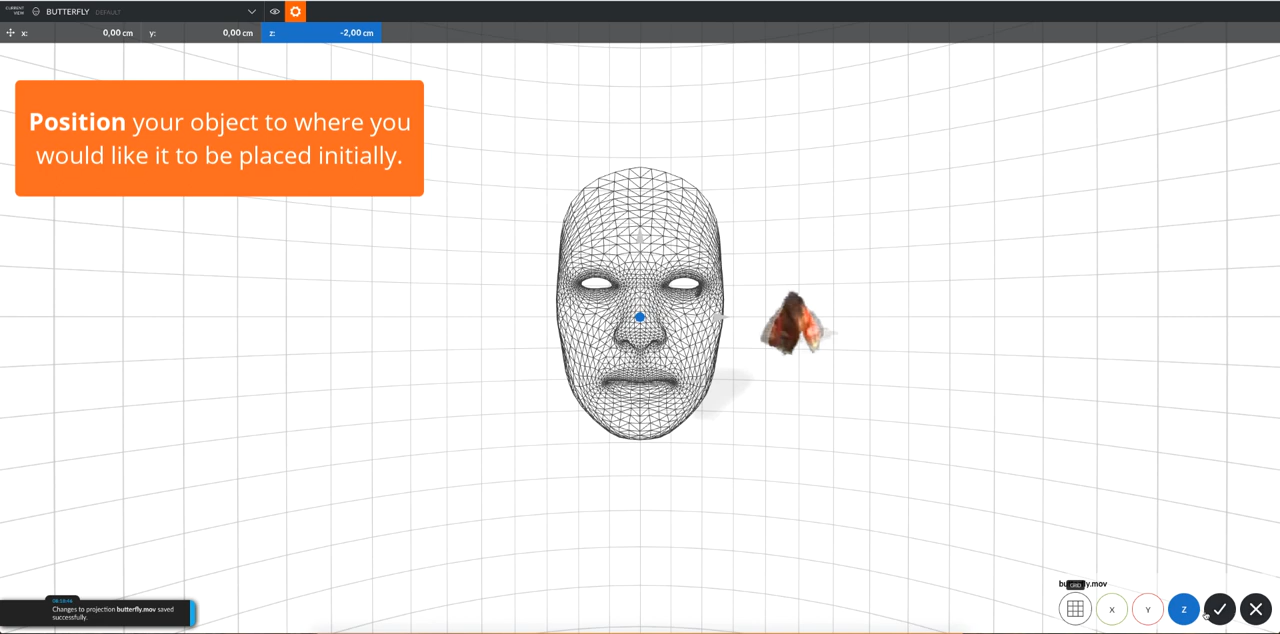 CURRENT
VIEW
BUTTERFLY DEFAULT
x: 0,00 cm y: 0,00 cm z: -2,00 cm
Position your object to where you
would like it to be placed initially.
GRID
X Y Z
Changes to projection butterfly.mov saved
successfully.